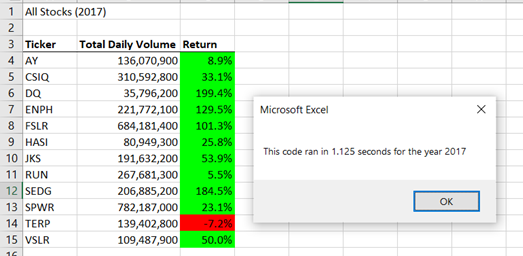 1 All Stocks (2017)
2
3 Ticker Total Daily Volume Return
4 AY 136,070,900 8.9%
5 CSIQ 310,592,800 33.1%
6 DQ 35,796,200 199.4%
7 ENPH 221,772,100 129.5%
8 FSLR 684,181,400 101.3%
9 HASI 80,949,300 25.8%
10 JKS 191,632,200 53.9%
11 RUN 267,681,300 5.5%
12 SEDG 206,885,200 184.5%
13 SPWR 782,187,000 23.1%
14 TERP 139,402,800 -7.2%
15 VSLR 109,487,900 50.0%
Microsoft Excel
This code ran in 1.125 seconds for the year 2017
OK